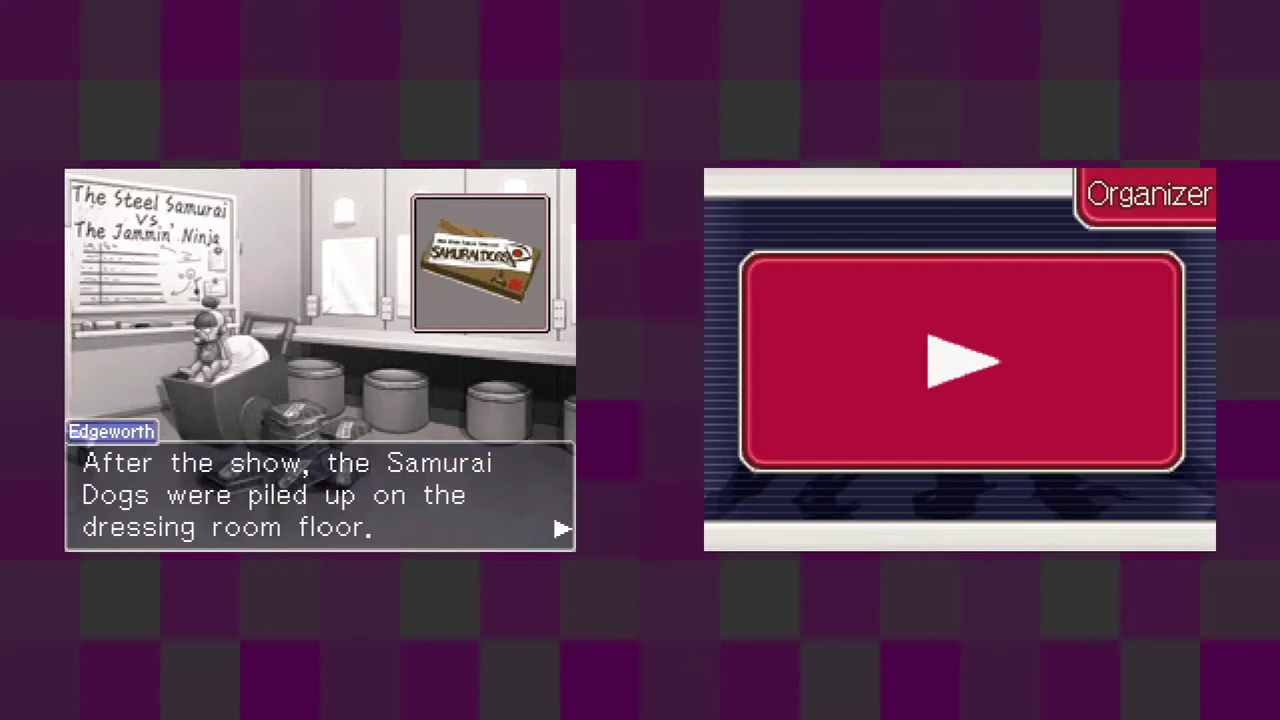 The Steel Samurai
vs.
The Jammin' Ninja
SAMURAI DOGS
Edgeworth
After the show, the Samurai
Dogs were piled up on the
dressing room floor.
Organizer